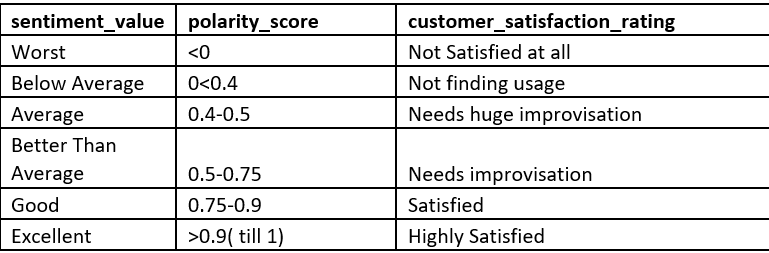 sentiment_value polarity_score customer_satisfaction_rating
Worst <0 Not Satisfied at all
Below Average 0<0.4 Not finding usage
Average 0.4-0.5 Needs huge improvisation
Better Than
Average 0.5-0.75 Needs improvisation
Good 0.75-0.9 Satisfied
Excellent >0.9( till 1) Highly Satisfied